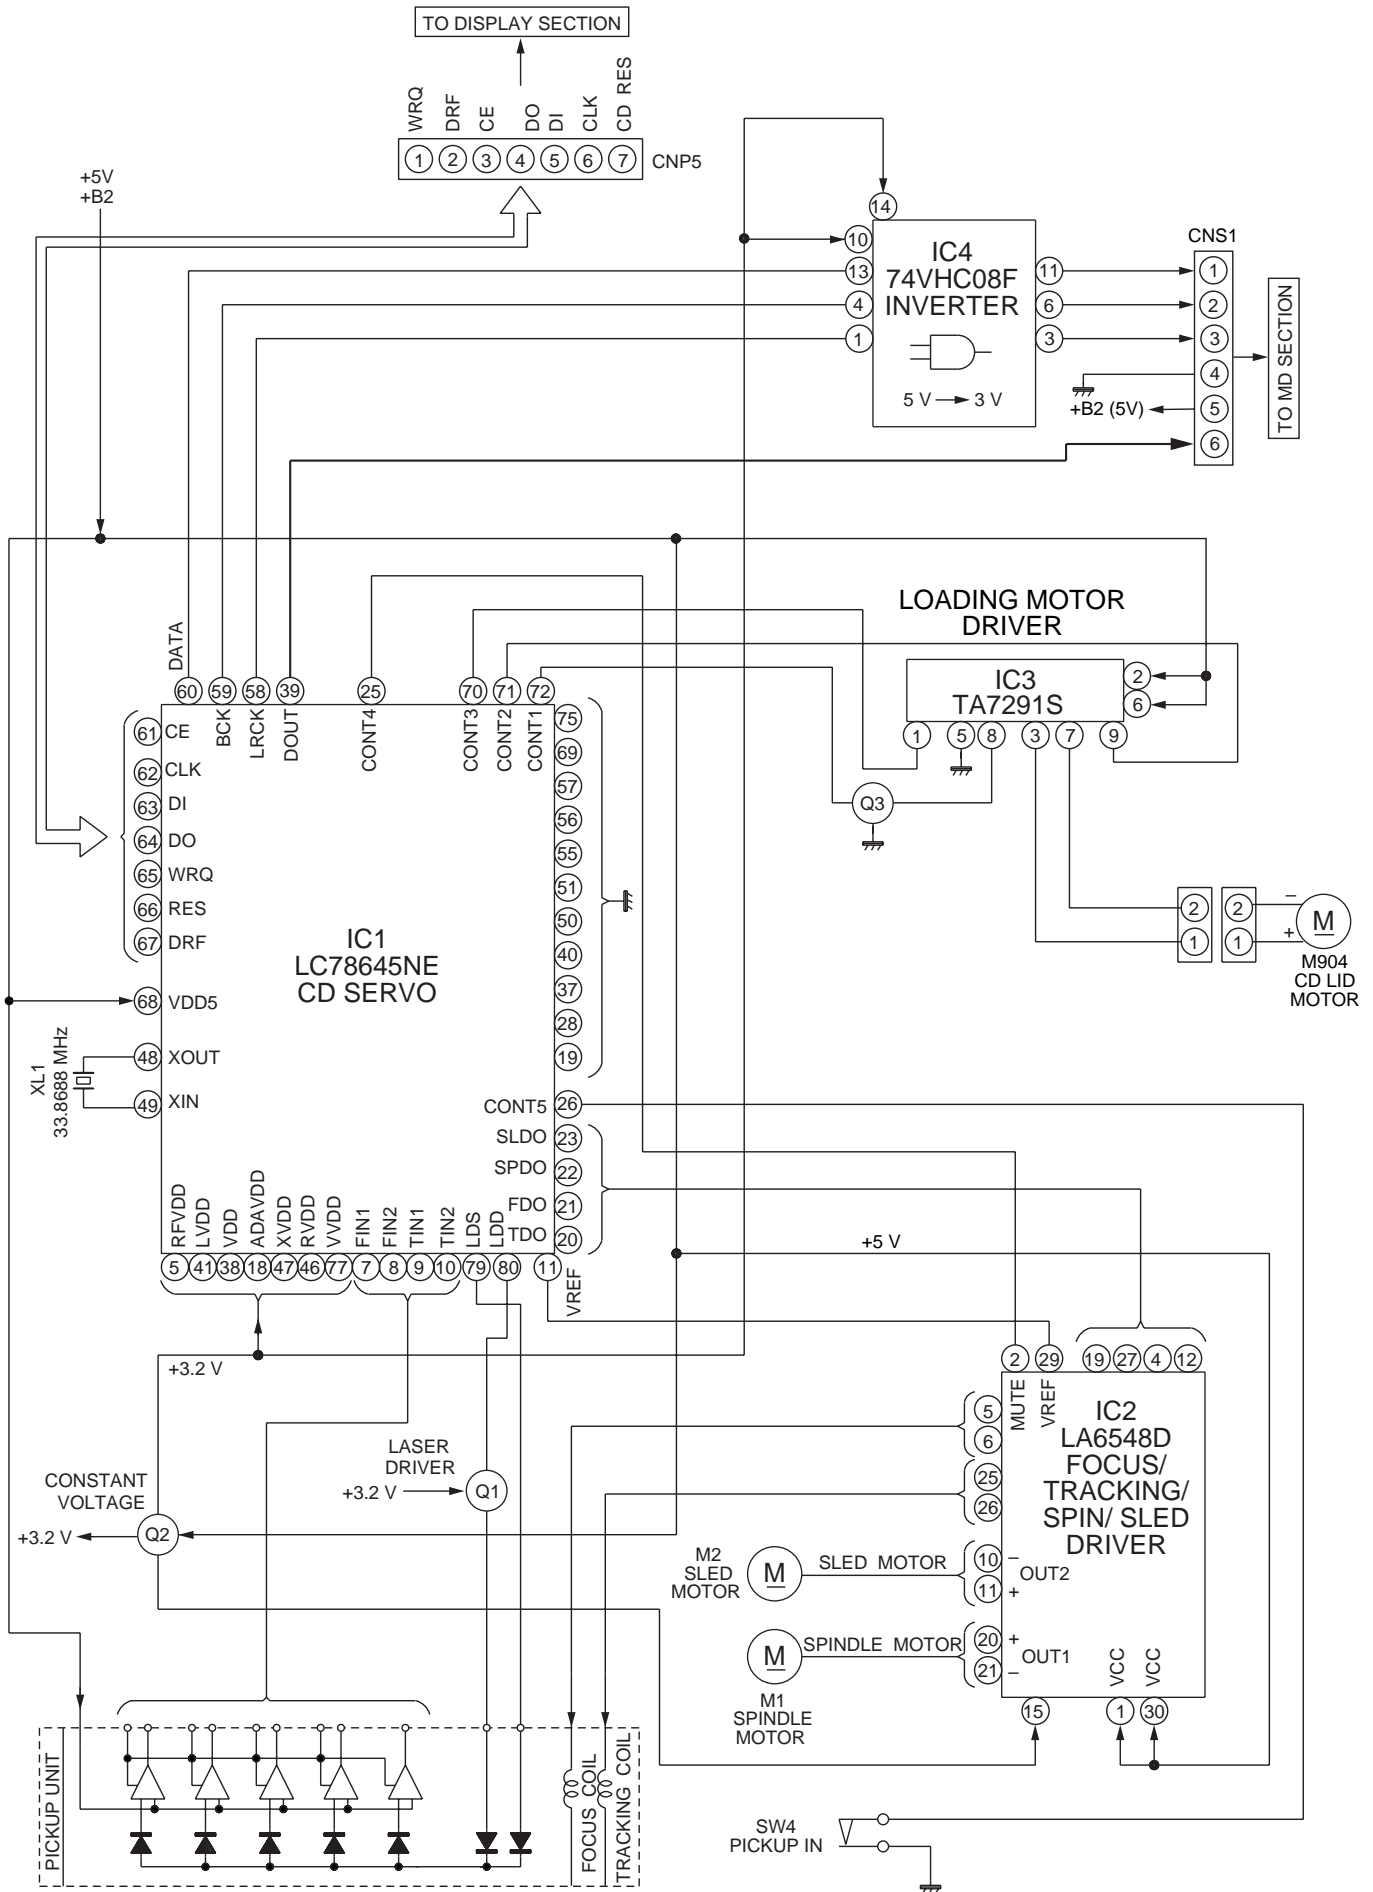 TO DISPLAY SECTION
WRQ
DRF
CE
DO
DI
CLK
CD RES
1 2 3 4 5 6 7
CNP5
+5V
+B2
14
10
13
4
1
IC4
74VHC08F
INVERTER
5 V 3 V
11
6
3
CNS1
1
2
3
4
5
6
+B2 (5V)
TO MD SECTION
LOADING MOTOR
DRIVER
IC3
TA7291S
2
6
1 5 8 3 7 9
Q3
2
1
2
1
–
+
M
M904
CD LID
MOTOR
DATA
60 59 58 39 25 70 71 72
BCK
LRCK
DOUT
CONT4
CONT3
CONT2
CONT1
61 CE
62 CLK
63 DI
64 DO
65 WRQ
66 RES
67 DRF
68 VDD5
48 XOUT
49 XIN
XL1
33.8688 MHz
IC1
LC78645NE
CD SERVO
75
69
57
56
55
51
50
40
37
28
19
CONT5 26
SLDO 23
SPDO 22
FDO 21
TDO 20
RFVDD
LVDD
VDD
ADAVDD
XVDD
RVDD
VVDD
FIN1
FIN2
TIN1
TIN2
LDS
LDD
5 41 38 18 47 46 77 7 8 9 10 79 80 11
VREF
+5 V
+3.2 V
LASER
DRIVER
+3.2 V
Q1
CONSTANT
VOLTAGE
+3.2 V
Q2
2 29 19 27 4 12
MUTE
VREF
IC2
LA6548D
FOCUS/
TRACKING/
SPIN/ SLED
DRIVER
5
6
25
26
10 –
11 +
OUT2
20 +
21 –
OUT1
VCC
VCC
15 1 30
M2
SLED
MOTOR
M
SLED MOTOR
M
SPINDLE MOTOR
M1
SPINDLE
MOTOR
PICKUP UNIT
FOCUS COIL
TRACKING COIL
SW4
PICKUP IN